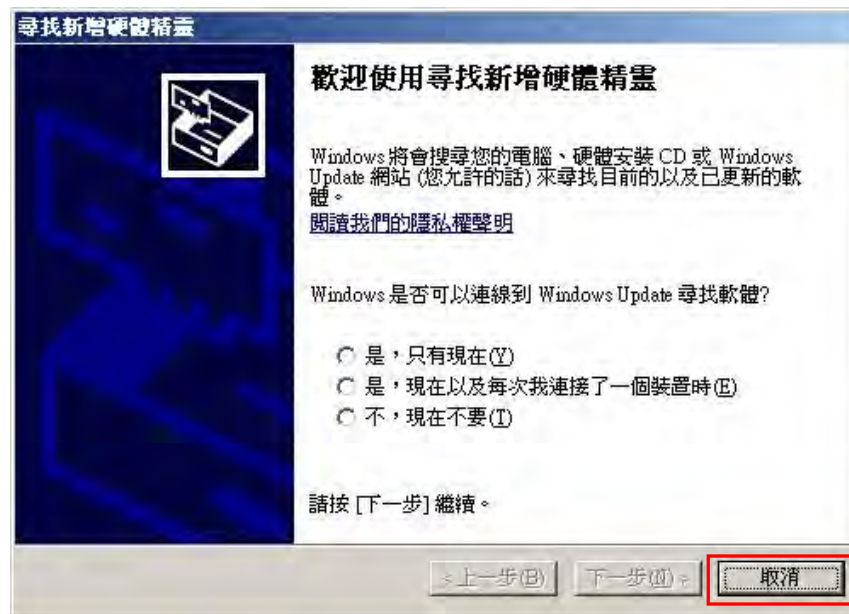 尋找新增硬體精靈
歡迎使用尋找新增硬體精靈
Windows 將會搜尋您的電腦、硬體安裝 CD 或 Windows
Update 網站 (您允許的話) 來尋找目前的以及已更新的軟
體。
閱讀我們的隱私權聲明
Windows 是否可以連線到 Windows Update 尋找軟體?
是，只有現在(Y)
是，現在以及每次我連接了一個裝置時(E)
不，現在不要(T)
請按 [下一步] 繼續。
< 上一步(B)
下一步(N) >
取消